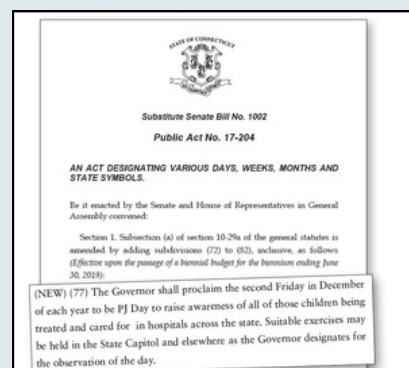 STATE OF CONNECTICUT
Substitute Senate Bill No. 1002
Public Act No. 17-204
AN ACT DESIGNATING VARIOUS DAYS, WEEKS, MONTHS AND
STATE SYMBOLS.
Be it enacted by the Senate and House of Representatives in General
Assembly convened:
Section 1. Subsection (a) of section 10-29a of the general statutes is
amended by adding subdivisions (72) to (82), inclusive, as follows
(Effective upon the passage of a biennial budget for the biennium ending June
30, 2019):
(NEW) (77) The Governor shall proclaim the second Friday in December
of each year to be PJ Day to raise awareness of all of those children being
treated and cared for in hospitals across the state. Suitable exercises may
be held in the State Capitol and elsewhere as the Governor designates for
the observation of the day.